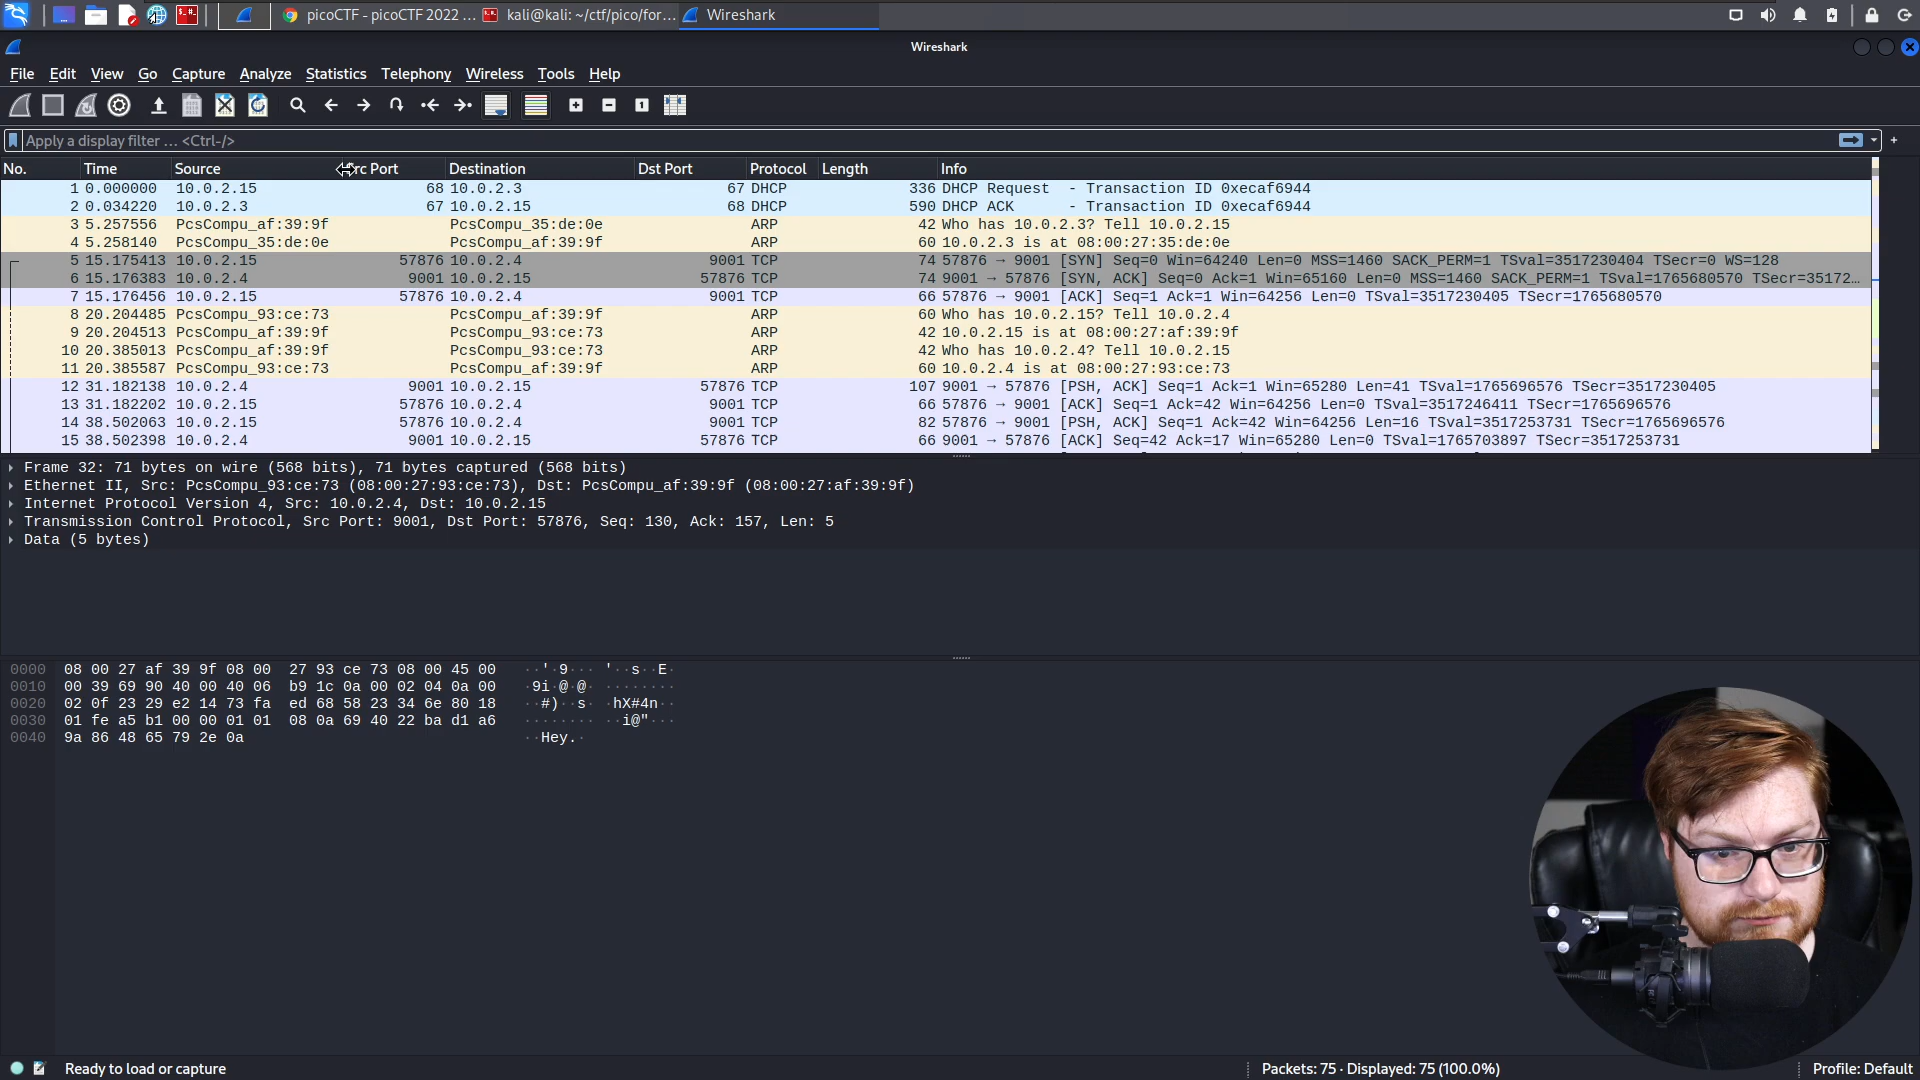 picoCTF - picoCTF 2022 ... kali@kali: ~/ctf/pico/for... Wireshark
Wireshark
File Edit View Go Capture Analyze Statistics Telephony Wireless Tools Help
Apply a display filter ... <Ctrl-/>
No. Time Source Src Port Destination Dst Port Protocol Length Info
1 0.000000 10.0.2.15 68 10.0.2.3 67 DHCP 336 DHCP Request - Transaction ID 0xecaf6944
2 0.034220 10.0.2.3 67 10.0.2.15 68 DHCP 590 DHCP ACK - Transaction ID 0xecaf6944
3 5.257556 PcsCompu_af:39:9f PcsCompu_35:de:0e ARP 42 Who has 10.0.2.3? Tell 10.0.2.15
4 5.258140 PcsCompu_35:de:0e PcsCompu_af:39:9f ARP 60 10.0.2.3 is at 08:00:27:35:de:0e
5 15.175413 10.0.2.15 57876 10.0.2.4 9001 TCP 74 57876 → 9001 [SYN] Seq=0 Win=64240 Len=0 MSS=1460 SACK_PERM=1 TSval=3517230404 TSecr=0 WS=128
6 15.176383 10.0.2.4 9001 10.0.2.15 57876 TCP 74 9001 → 57876 [SYN, ACK] Seq=0 Ack=1 Win=65160 Len=0 MSS=1460 SACK_PERM=1 TSval=1765680570 TSecr=35172...
7 15.176456 10.0.2.15 57876 10.0.2.4 9001 TCP 66 57876 → 9001 [ACK] Seq=1 Ack=1 Win=64256 Len=0 TSval=3517230405 TSecr=1765680570
8 20.204485 PcsCompu_93:ce:73 PcsCompu_af:39:9f ARP 60 Who has 10.0.2.15? Tell 10.0.2.4
9 20.204513 PcsCompu_af:39:9f PcsCompu_93:ce:73 ARP 42 10.0.2.15 is at 08:00:27:af:39:9f
10 20.385013 PcsCompu_af:39:9f PcsCompu_93:ce:73 ARP 42 Who has 10.0.2.4? Tell 10.0.2.15
11 20.385587 PcsCompu_93:ce:73 PcsCompu_af:39:9f ARP 60 10.0.2.4 is at 08:00:27:93:ce:73
12 31.182138 10.0.2.4 9001 10.0.2.15 57876 TCP 107 9001 → 57876 [PSH, ACK] Seq=1 Ack=1 Win=65280 Len=41 TSval=1765696576 TSecr=3517230405
13 31.182202 10.0.2.15 57876 10.0.2.4 9001 TCP 66 57876 → 9001 [ACK] Seq=1 Ack=42 Win=64256 Len=0 TSval=3517246411 TSecr=1765696576
14 38.502063 10.0.2.15 57876 10.0.2.4 9001 TCP 82 57876 → 9001 [PSH, ACK] Seq=1 Ack=42 Win=64256 Len=16 TSval=3517253731 TSecr=1765696576
15 38.502398 10.0.2.4 9001 10.0.2.15 57876 TCP 66 9001 → 57876 [ACK] Seq=42 Ack=17 Win=65280 Len=0 TSval=1765703897 TSecr=3517253731
Frame 32: 71 bytes on wire (568 bits), 71 bytes captured (568 bits)
Ethernet II, Src: PcsCompu_93:ce:73 (08:00:27:93:ce:73), Dst: PcsCompu_af:39:9f (08:00:27:af:39:9f)
Internet Protocol Version 4, Src: 10.0.2.4, Dst: 10.0.2.15
Transmission Control Protocol, Src Port: 9001, Dst Port: 57876, Seq: 130, Ack: 157, Len: 5
Data (5 bytes)
0000 08 00 27 af 39 9f 08 00 27 93 ce 73 08 00 45 00 ··'·9··· '··s··E·
0010 00 39 69 90 40 00 40 06 b9 1c 0a 00 02 04 0a 00 ·9i·@·@· ········
0020 02 0f 23 29 e2 14 73 fa ed 68 58 23 34 6e 80 18 ··#)··s· ·hX#4n··
0030 01 fe a5 b1 00 00 01 01 08 0a 69 40 22 ba d1 a6 ········ ··i@"···
0040 9a 86 48 65 79 2e 0a ··Hey.·
Ready to load or capture Packets: 75 · Displayed: 75 (100.0%) Profile: Default